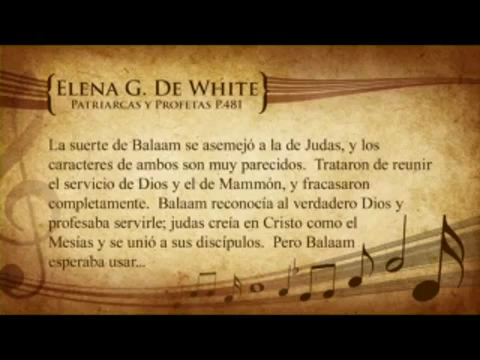 {ELENA G. DE WHITE}
PATRIARCAS Y PROFETAS P.481
La suerte de Balaam se asemejó a la de Judas, y los
caracteres de ambos son muy parecidos.  Trataron de reunir
el servicio de Dios y el de Mammón, y fracasaron
completamente.  Balaam reconocía al verdadero Dios y
profesaba servirle; judas creía en Cristo como el
Mesías y se unió a sus discípulos.  Pero Balaam
esperaba usar...